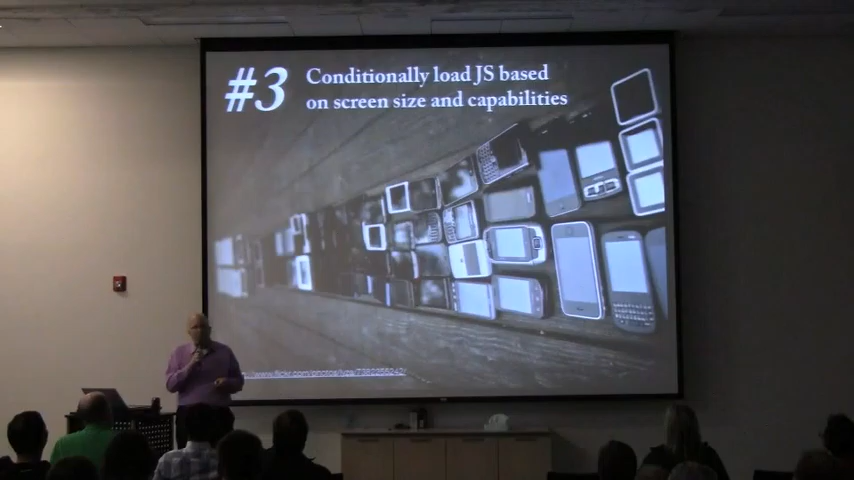 #3 Conditionally load JS based
on screen size and capabilities